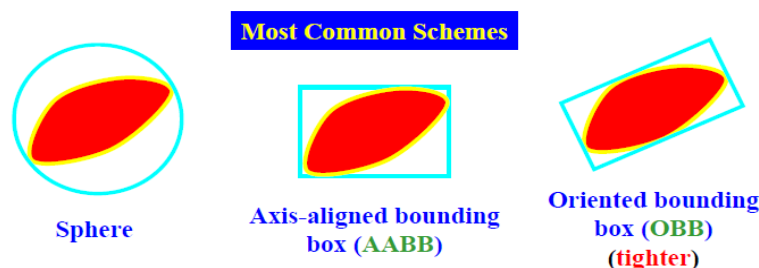 Most Common Schemes
Sphere
Axis-aligned bounding
box (AABB)
Oriented bounding
box (OBB)
(tighter)